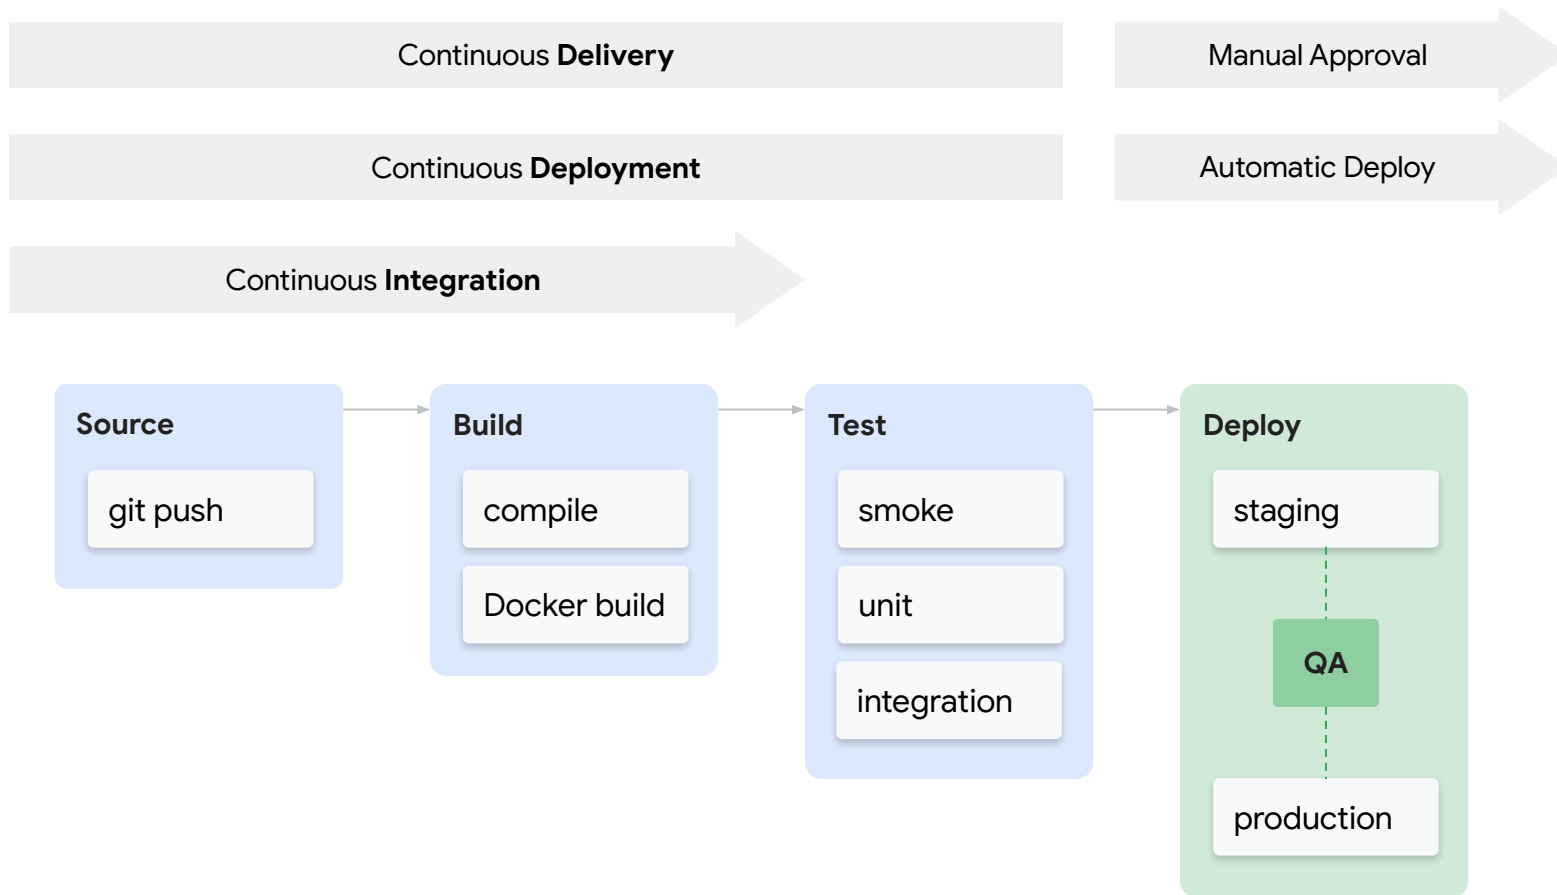 Continuous Delivery
Manual Approval
Continuous Deployment
Automatic Deploy
Continuous Integration
Source
git push
Build
compile
Docker build
Test
smoke
unit
integration
Deploy
staging
QA
production